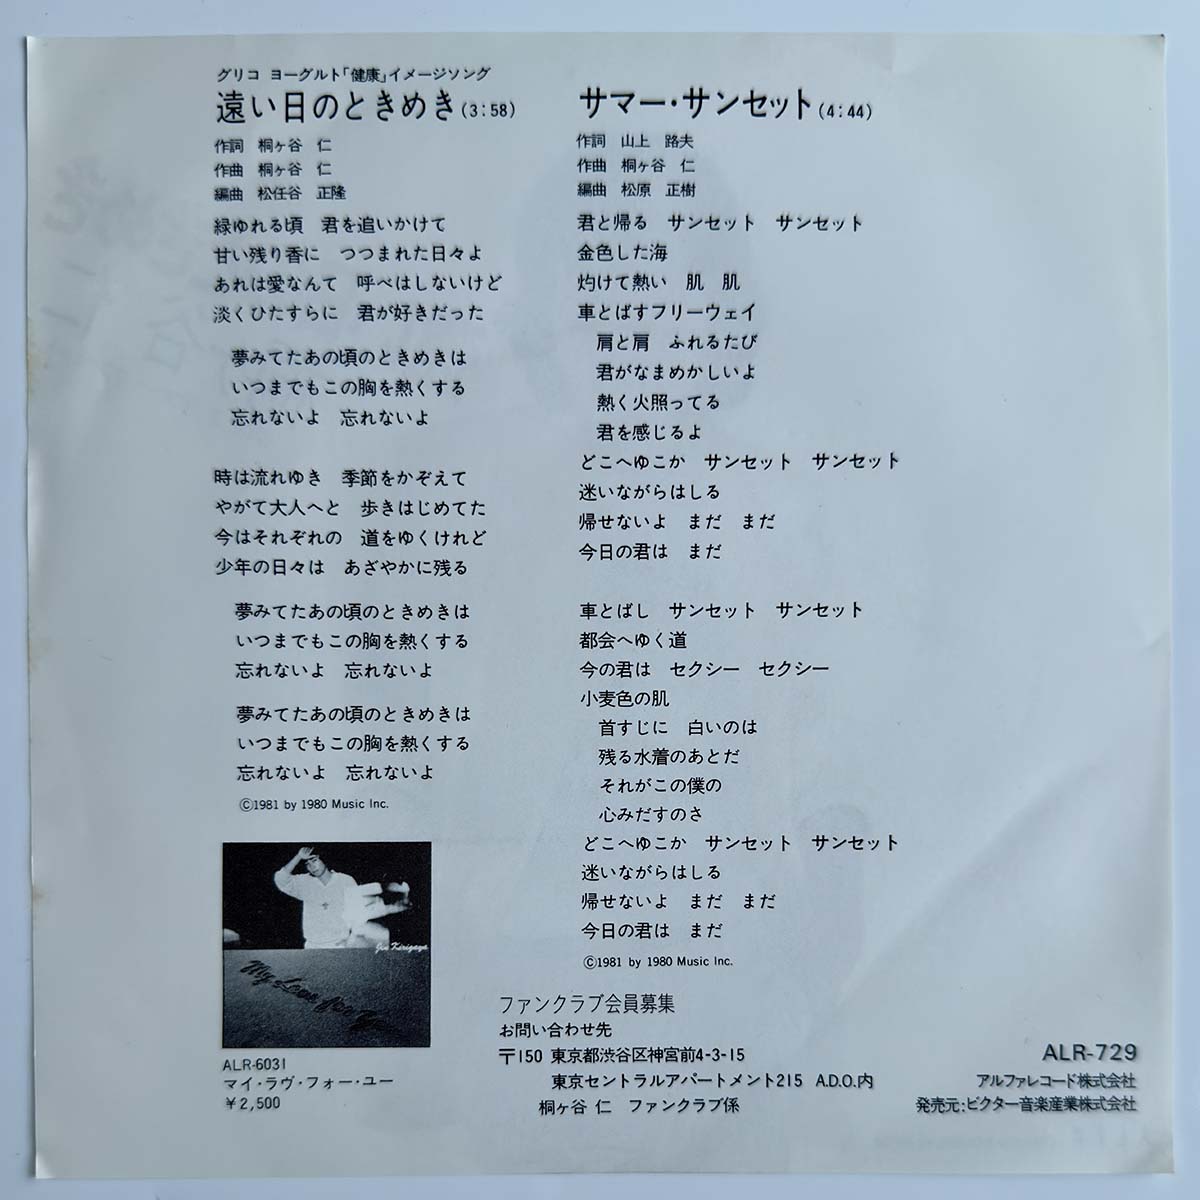 グリコ ヨーグルト「健康」イメージソング
遠い日のときめき(3:58)
作詞 桐ヶ谷 仁
作曲 桐ヶ谷 仁
編曲 松任谷 正隆
緑ゆれる頃 君を追いかけて
甘い残り香に つつまれた日々よ
あれは愛なんて 呼べはしないけど
淡くひたすらに 君が好きだった
夢みてたあの頃のときめきは
いつまでもこの胸を熱くする
忘れないよ 忘れないよ
時は流れゆき 季節をかぞえて
やがて大人へと 歩きはじめてた
今はそれぞれの 道をゆくけれど
少年の日々は あざやかに残る
夢みてたあの頃のときめきは
いつまでもこの胸を熱くする
忘れないよ 忘れないよ
夢みてたあの頃のときめきは
いつまでもこの胸を熱くする
忘れないよ 忘れないよ
©1981 by 1980 Music Inc.
サマー・サンセット(4:44)
作詞 山上 路夫
作曲 桐ヶ谷 仁
編曲 松原 正樹
君と帰る サンセット サンセット
金色した海
灼けて熱い 肌 肌
車とばすフリーウェイ
肩と肩 ふれるたび
君がなまめかしいよ
熱く火照ってる
君を感じるよ
どこへゆこか サンセット サンセット
迷いながらはしる
帰せないよ まだ まだ
今日の君は まだ
車とばし サンセット サンセット
都会へゆく道
今の君は セクシー セクシー
小麦色の肌
首すじに 白いのは
残る水着のあとだ
それがこの僕の
心みだすのさ
どこへゆこか サンセット サンセット
迷いながらはしる
帰せないよ まだ まだ
今日の君は まだ
©1981 by 1980 Music Inc.
Jin Kirigaya
My Love for You
ALR-6031
マイ・ラヴ・フォー・ユー
¥2,500
ファンクラブ会員募集
お問い合わせ先
〒150 東京都渋谷区神宮前4-3-15
東京セントラルアパートメント215 A.D.O.内
桐ヶ谷 仁 ファンクラブ係
ALR-729
アルファレコード株式会社
発売元:ビクター音楽産業株式会社